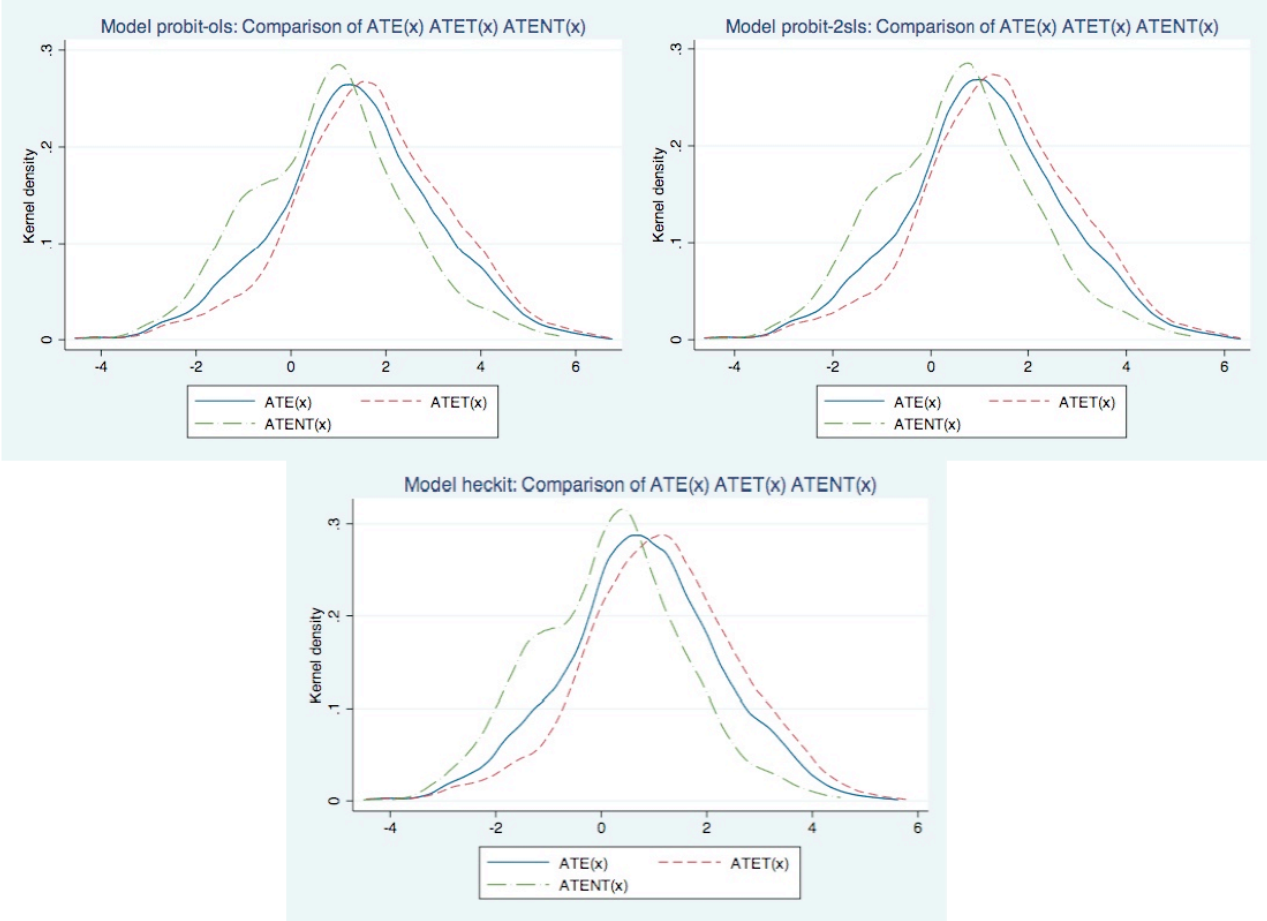 Model probit-ols: Comparison of ATE(x) ATET(x) ATENT(x)
Kernel density
.3
.2
.1
0
-4 -2 0 2 4 6
ATE(x) ATET(x)
ATENT(x)
Model probit-2sls: Comparison of ATE(x) ATET(x) ATENT(x)
Kernel density
.3
.2
.1
0
-4 -2 0 2 4 6
ATE(x) ATET(x)
ATENT(x)
Model heckit: Comparison of ATE(x) ATET(x) ATENT(x)
Kernel density
.3
.2
.1
0
-4 -2 0 2 4 6
ATE(x) ATET(x)
ATENT(x)